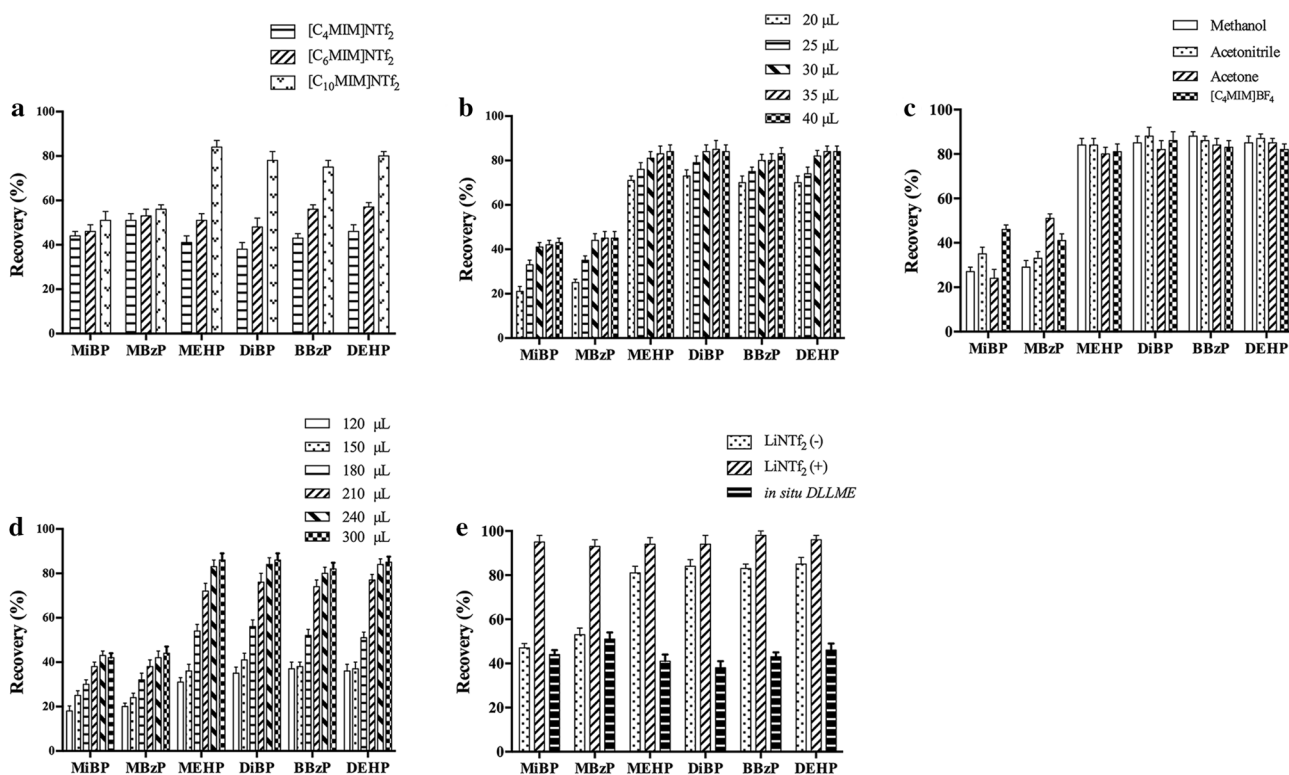 a
[C₄MIM]NTf₂
[C₆MIM]NTf₂
[C₁₀MIM]NTf₂
Recovery (%)
100
80
60
40
20
0
MiBP MBzP MEHP DiBP BBzP DEHP
b
20 μL
25 μL
30 μL
35 μL
40 μL
Recovery (%)
100
80
60
40
20
0
MiBP MBzP MEHP DiBP BBzP DEHP
c
Methanol
Acetonitrile
Acetone
[C₄MIM]BF₄
Recovery (%)
100
80
60
40
20
0
MiBP MBzP MEHP DiBP BBzP DEHP
d
120 μL
150 μL
180 μL
210 μL
240 μL
300 μL
Recovery (%)
100
80
60
40
20
0
MiBP MBzP MEHP DiBP BBzP DEHP
e
LiNTf₂ (-)
LiNTf₂ (+)
in situ DLLME
Recovery (%)
100
80
60
40
20
0
MiBP MBzP MEHP DiBP BBzP DEHP